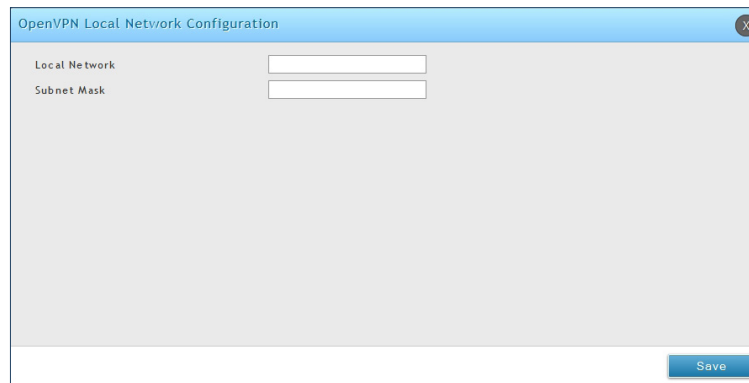 OpenVPN Local Network Configuration
X
Local Network
Subnet Mask
Save